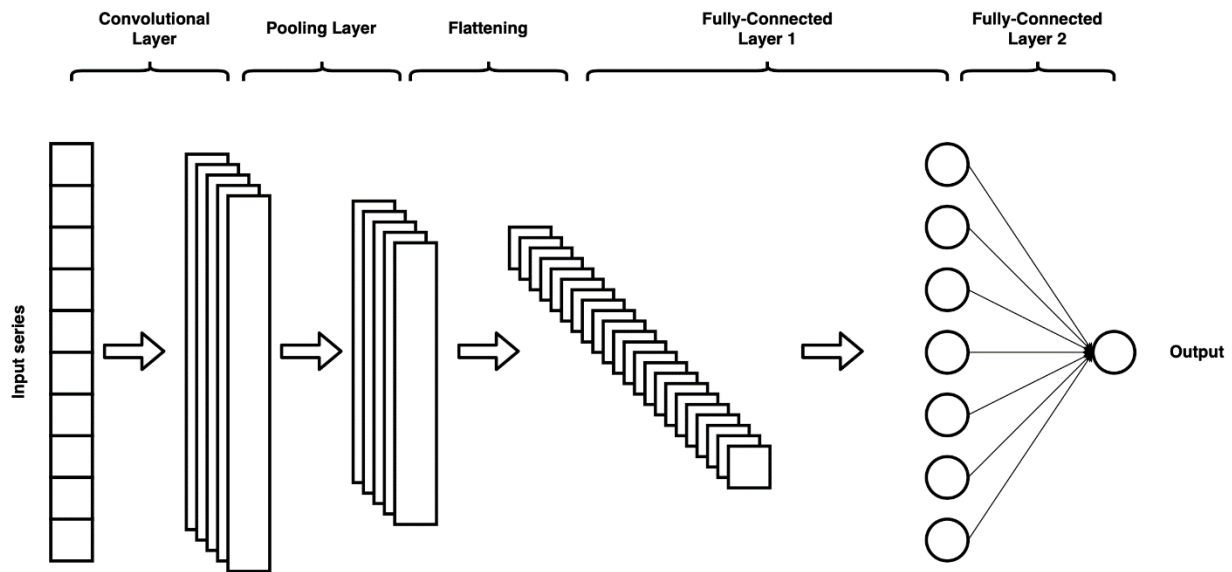 Convolutional
Layer
Pooling Layer
Flattening
Fully-Connected
Layer 1
Fully-Connected
Layer 2
Input series
Output